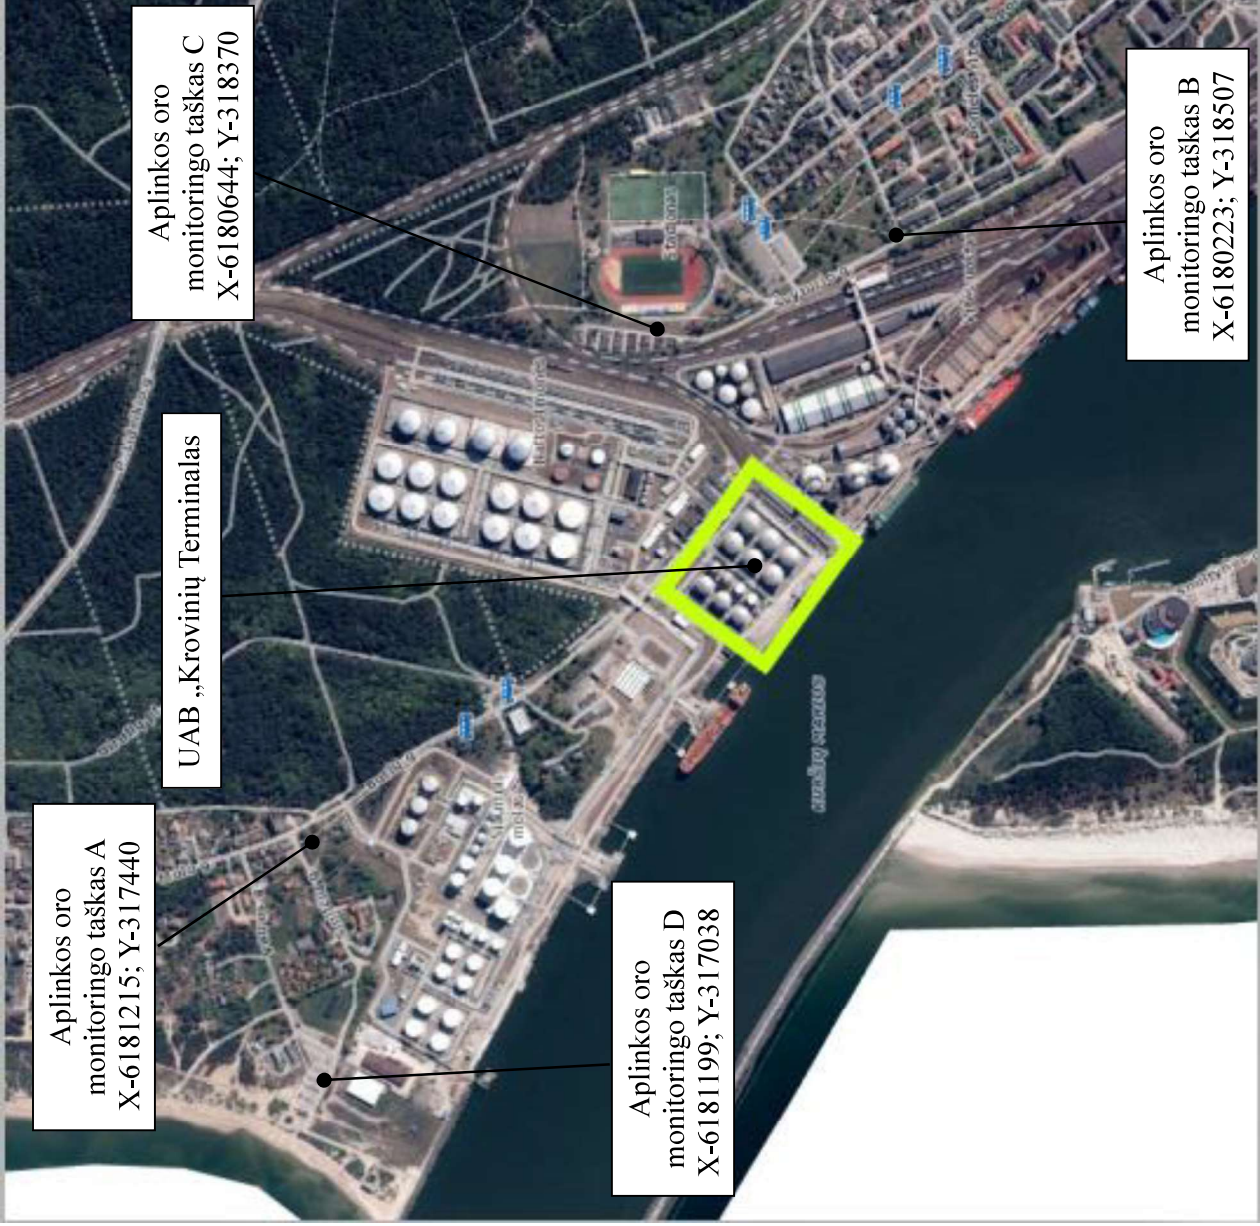 Aplinkos oro
monitoringo taškas A
X-6181215; Y-317440
UAB „Krovinių Terminalas
Aplinkos oro
monitoringo taškas C
X-6180644; Y-318370
Aplinkos oro
monitoringo taškas D
X-6181199; Y-317038
Aplinkos oro
monitoringo taškas B
X-6180223; Y-318507